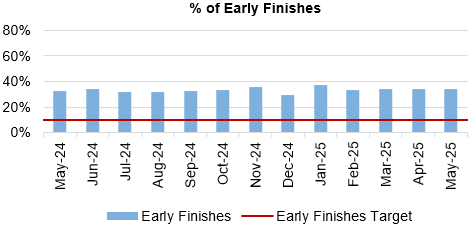 % of Early Finishes
80%
60%
40%
20%
0%
May-24
Jun-24
Jul-24
Aug-24
Sep-24
Oct-24
Nov-24
Dec-24
Jan-25
Feb-25
Mar-25
Apr-25
May-25
Early Finishes
Early Finishes Target